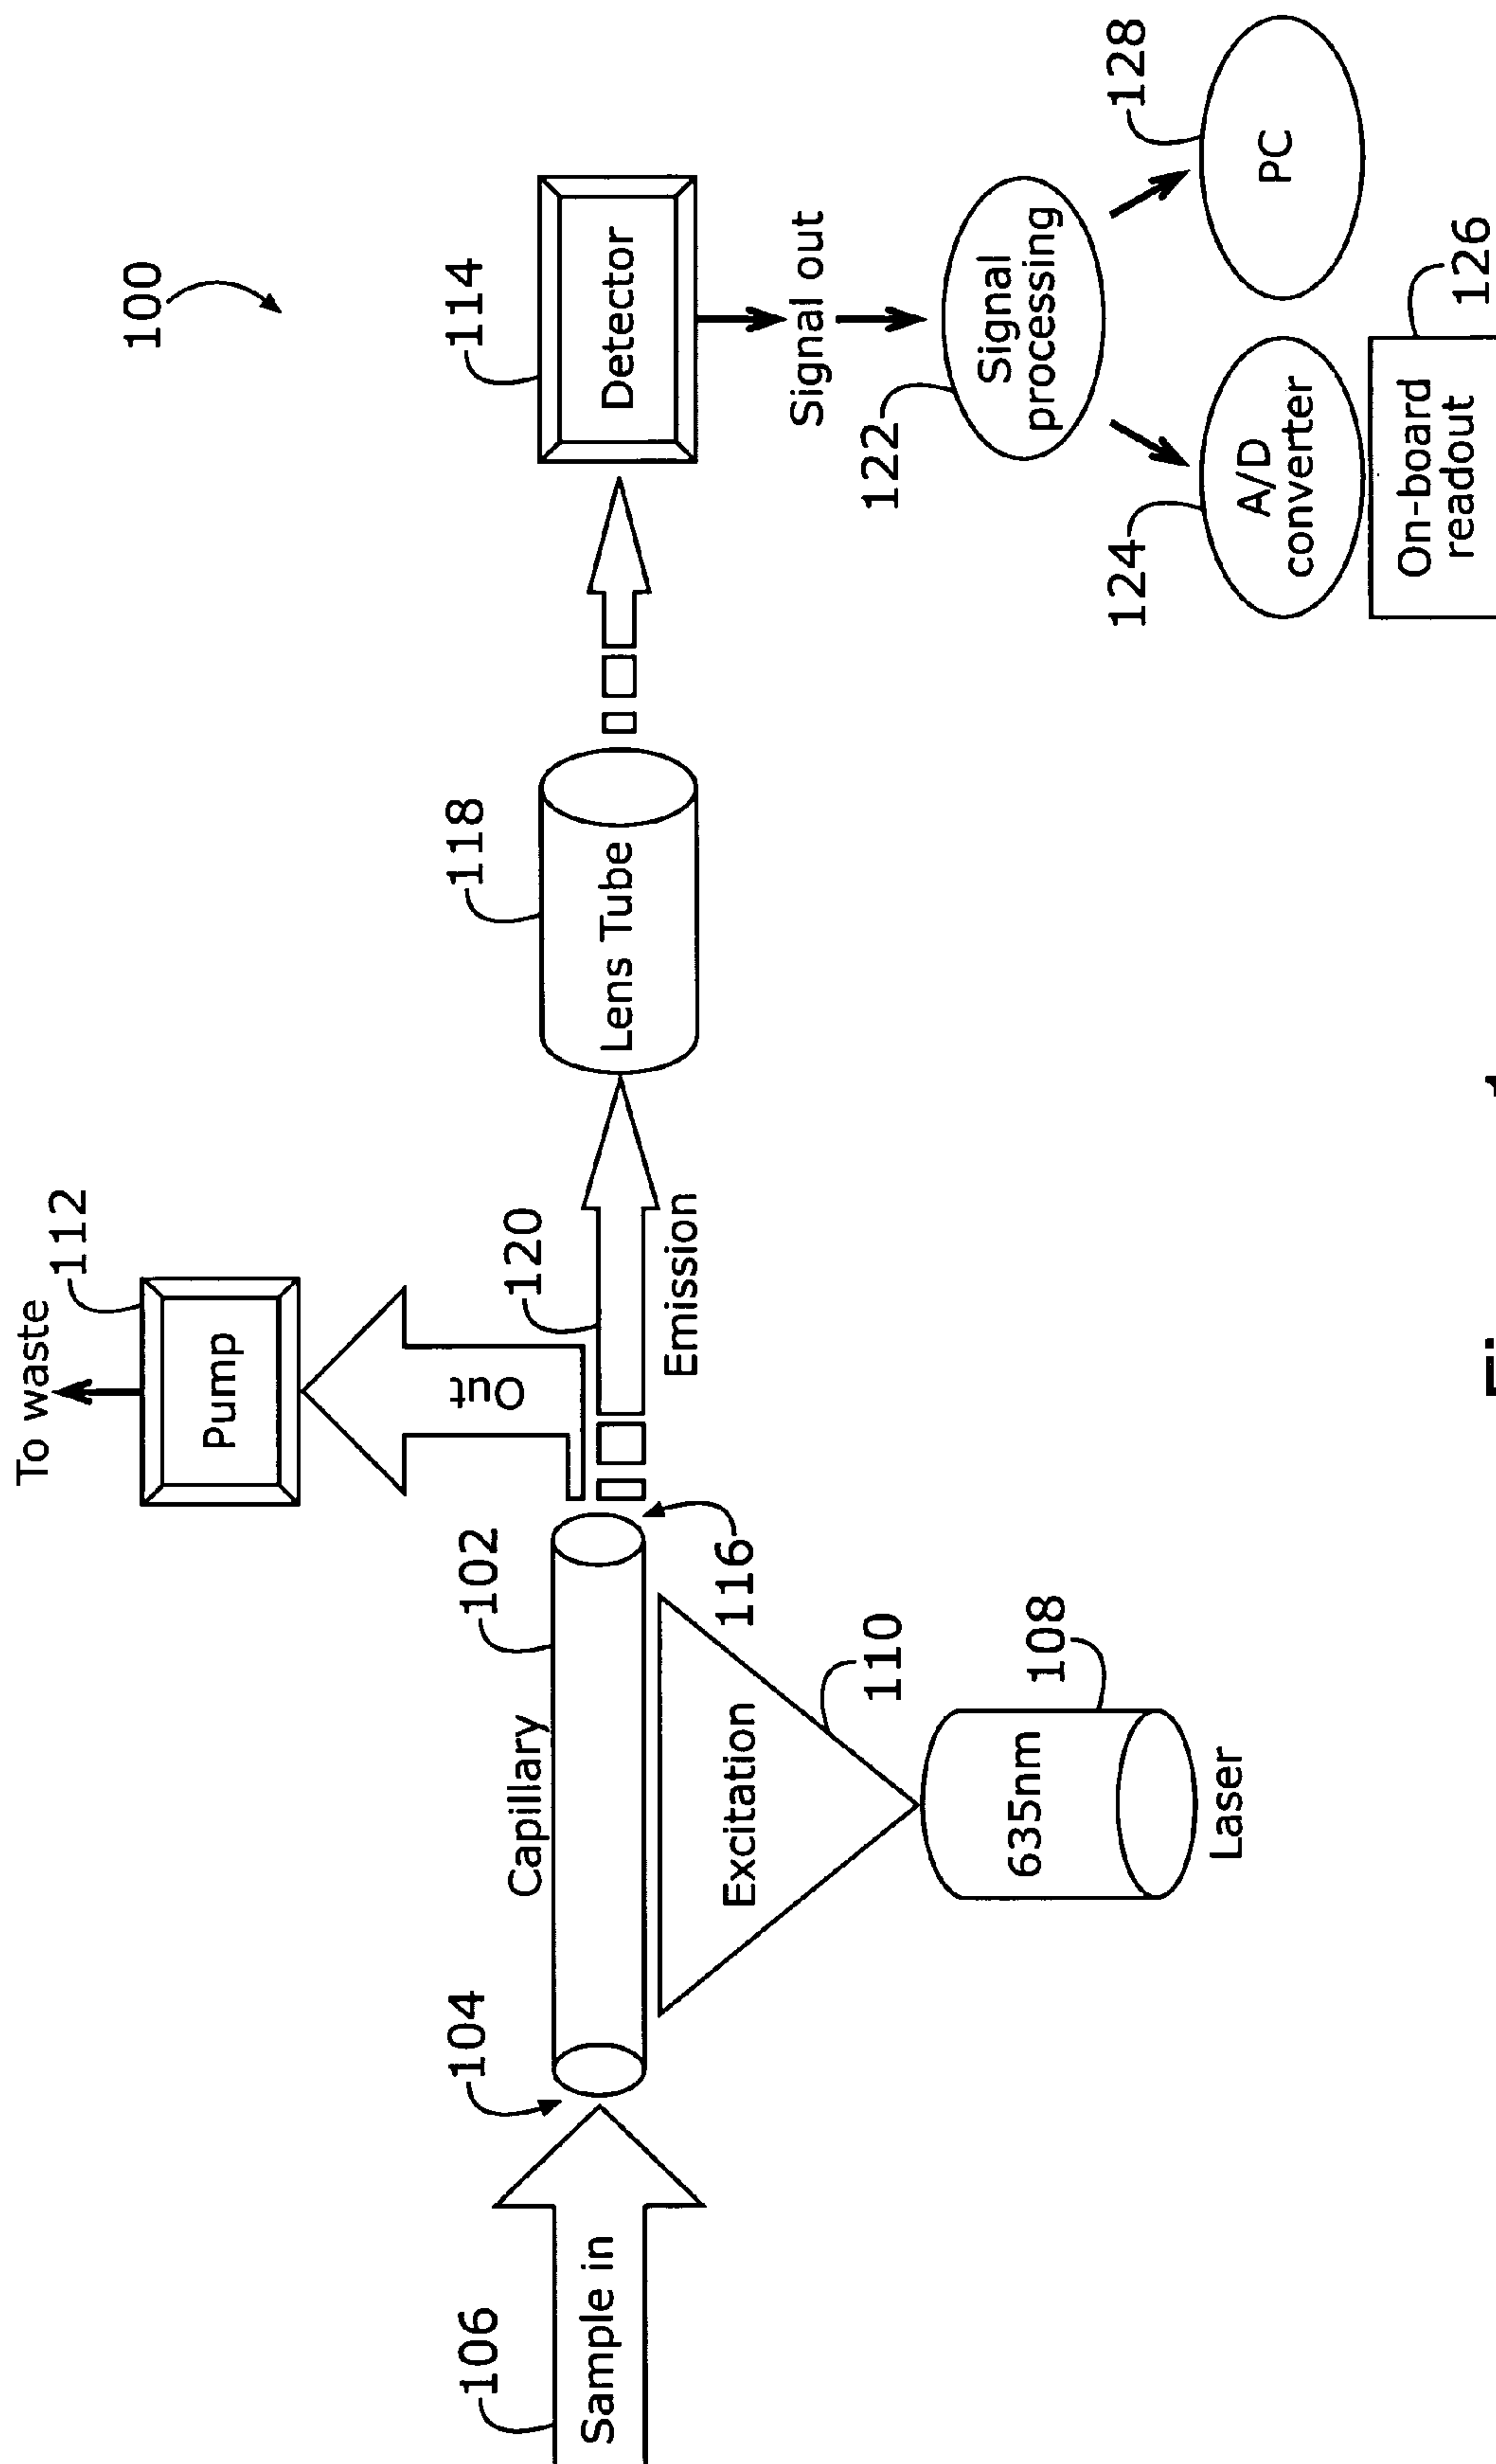 To waste
112
100
Pump
Out
106
104
102
120
118
114
Sample in
Capillary
Emission
Lens Tube
Detector
116
Excitation
110
635nm
108
Laser
Signal out
122
Signal
processing
124
128
A/D
converter
PC
On-board
readout
126